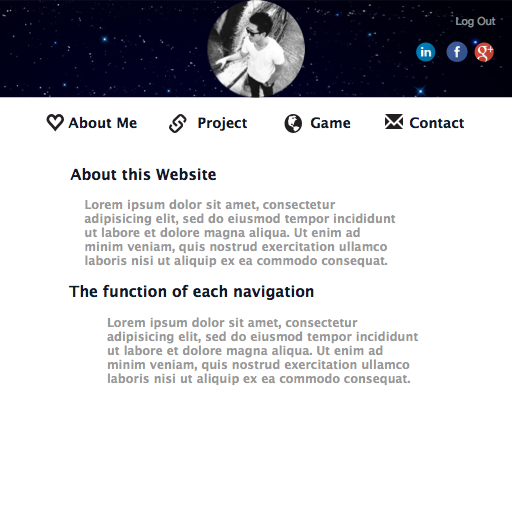 Log Out
in f g+
About Me Project Game Contact
About this Website
Lorem ipsum dolor sit amet, consectetur
adipisicing elit, sed do eiusmod tempor incididunt
ut labore et dolore magna aliqua. Ut enim ad
minim veniam, quis nostrud exercitation ullamco
laboris nisi ut aliquip ex ea commodo consequat.
The function of each navigation
Lorem ipsum dolor sit amet, consectetur
adipisicing elit, sed do eiusmod tempor incididunt
ut labore et dolore magna aliqua. Ut enim ad
minim veniam, quis nostrud exercitation ullamco
laboris nisi ut aliquip ex ea commodo consequat.